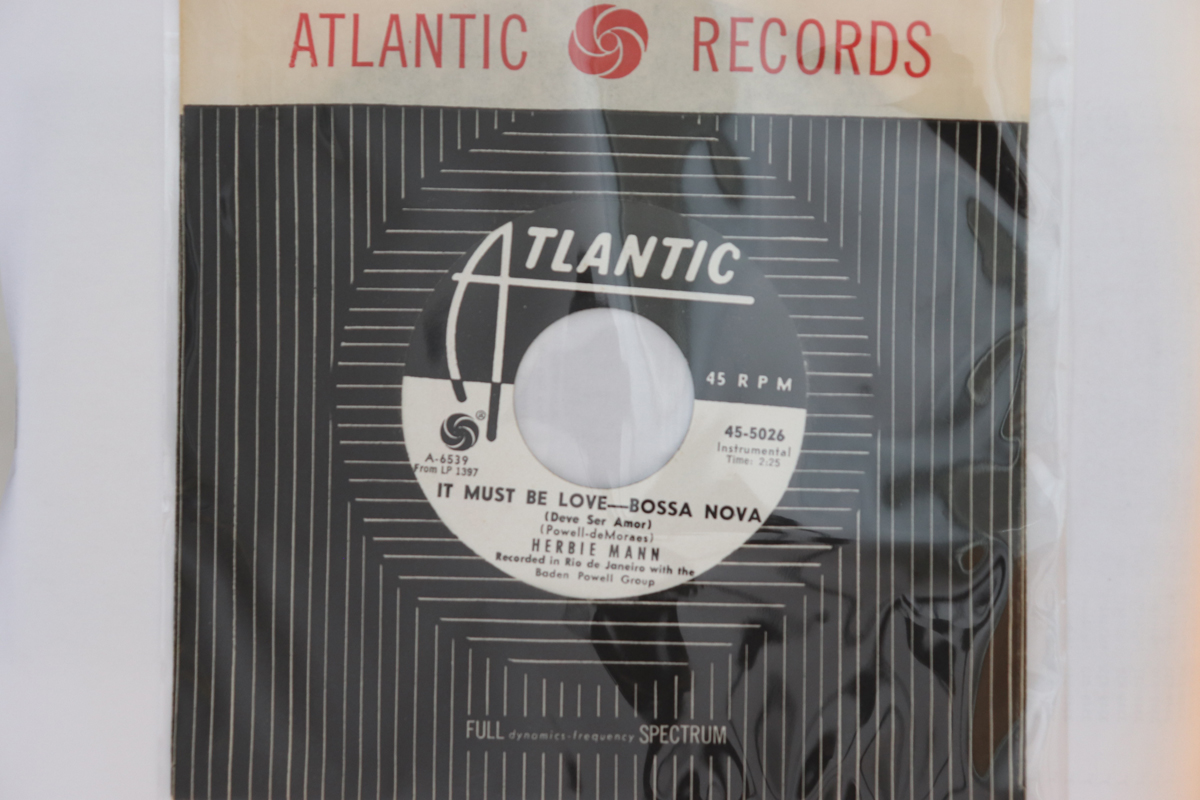 ATLANTIC RECORDS
ATLANTIC
45 RPM
45-5026
Instrumental
Time: 2:25
A-6539
From LP 1397
IT MUST BE LOVE—BOSSA NOVA
(Deve Ser Amor)
(Powell-deMoraes)
HERBIE MANN
Recorded in Rio de Janeiro with the
Baden Powell Group
FULL dynamics-frequency SPECTRUM